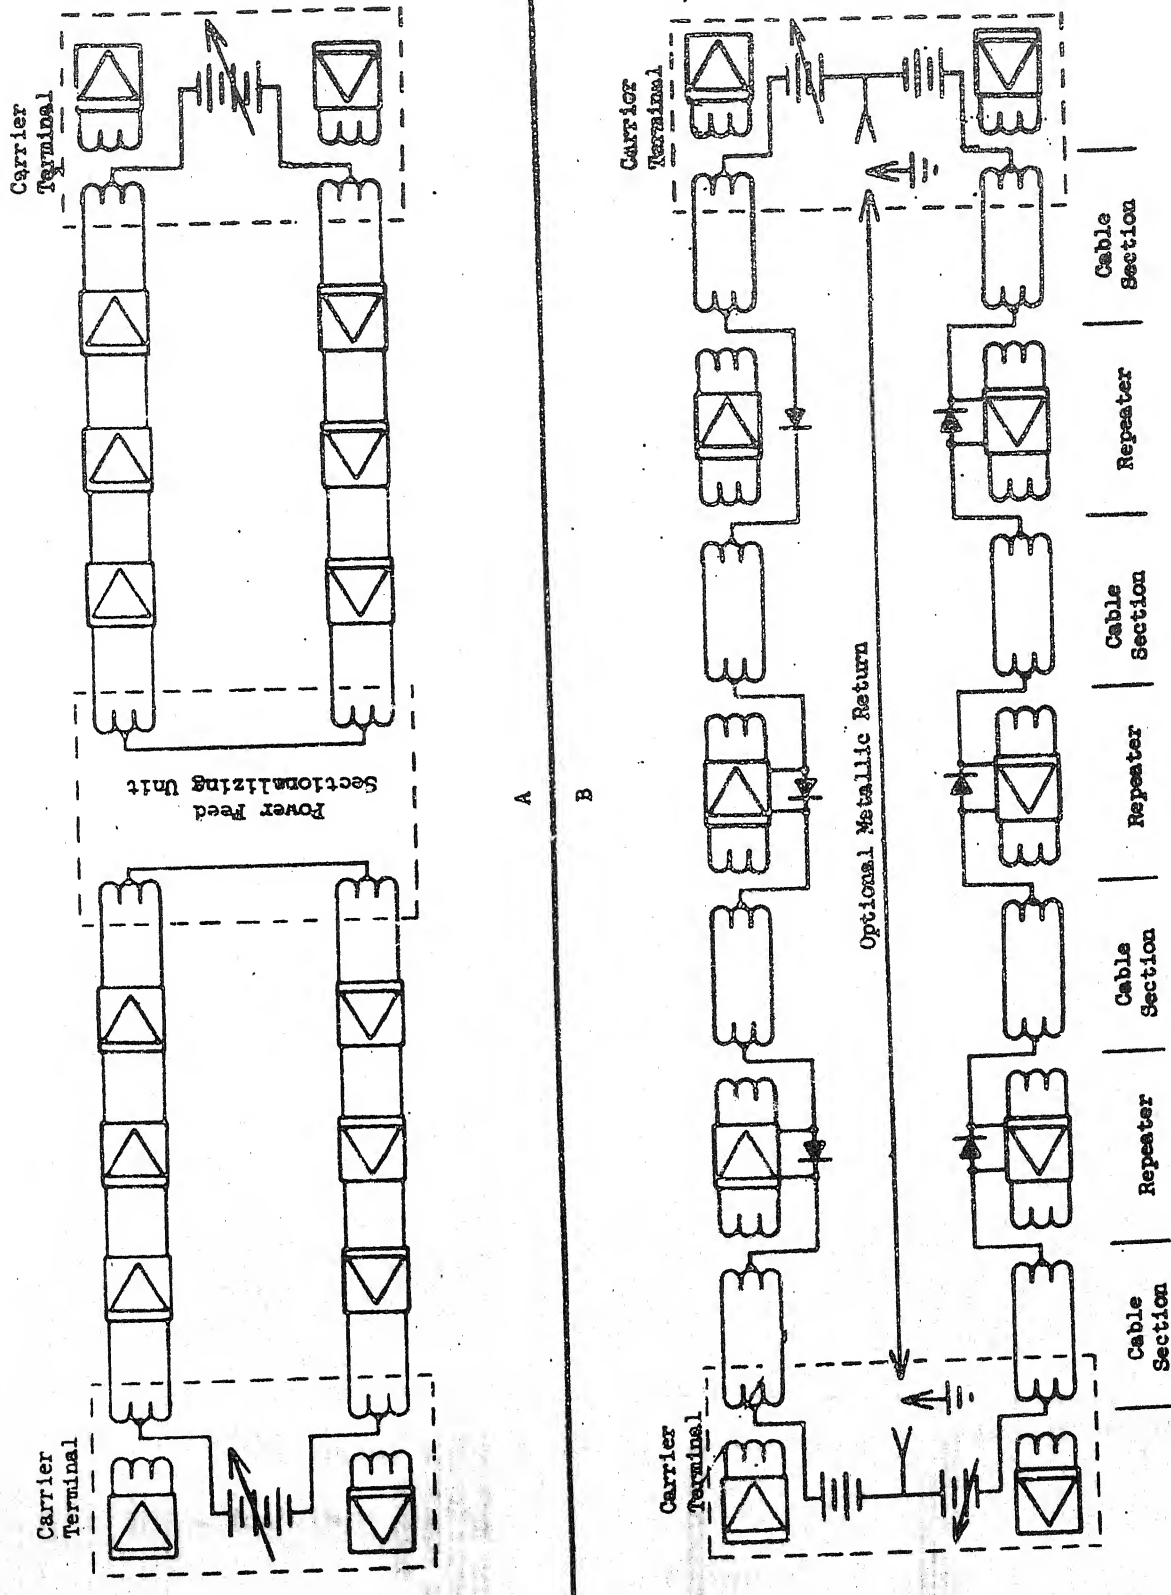 Carrier
Terminal
Carrier
Terminal
Power Feed
Sectionalizing Unit
A
B
Carrier
Terminal
Carrier
Terminal
Optional Metallic Return
Cable
Section
Repeater
Cable
Section
Repeater
Cable
Section
Repeater
Cable
Section